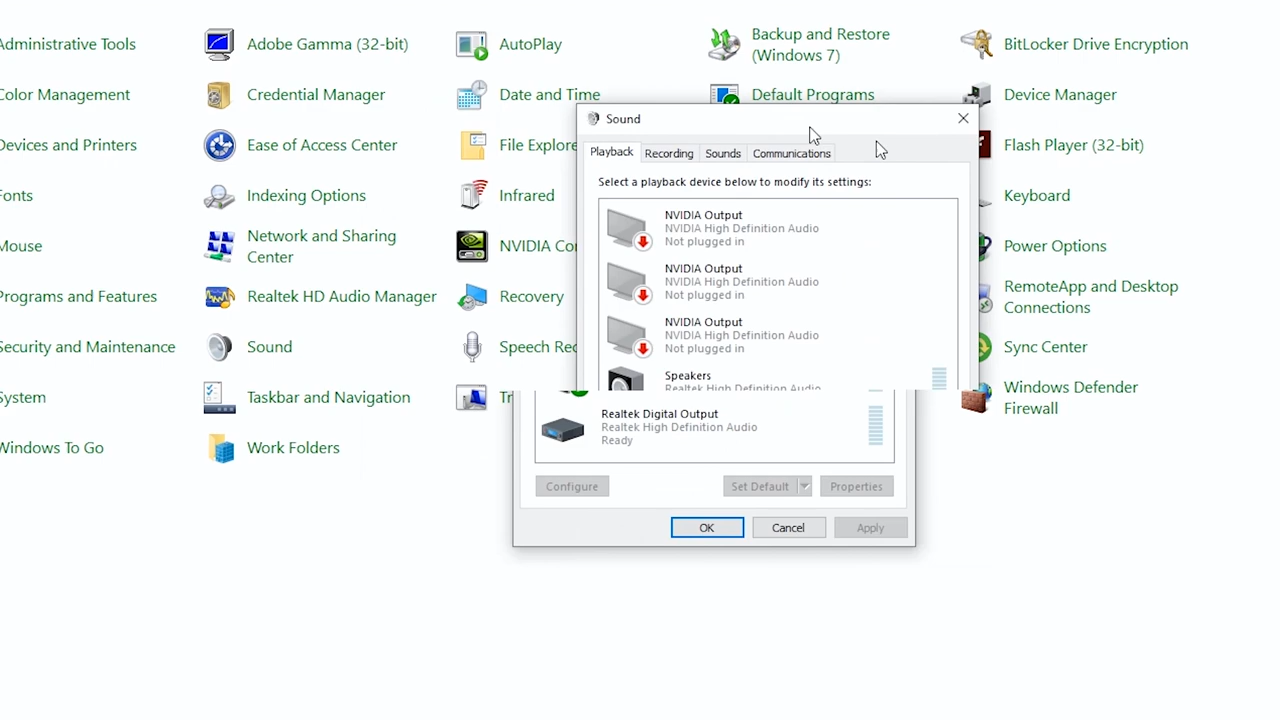 Administrative Tools
Adobe Gamma (32-bit)
AutoPlay
Backup and Restore
(Windows 7)
BitLocker Drive Encryption
Color Management
Credential Manager
Date and Time
Default Programs
Device Manager
Devices and Printers
Ease of Access Center
File Explore
Flash Player (32-bit)
Fonts
Indexing Options
Infrared
Keyboard
Mouse
Network and Sharing
Center
NVIDIA Co
Power Options
Programs and Features
Realtek HD Audio Manager
Recovery
RemoteApp and Desktop
Connections
Security and Maintenance
Sound
Speech Rec
Sync Center
System
Taskbar and Navigation
Tr
Windows Defender
Firewall
Windows To Go
Work Folders
Sound
Playback
Recording
Sounds
Communications
Select a playback device below to modify its settings:
NVIDIA Output
NVIDIA High Definition Audio
Not plugged in
NVIDIA Output
NVIDIA High Definition Audio
Not plugged in
NVIDIA Output
NVIDIA High Definition Audio
Not plugged in
Speakers
Realtek High Definition Audio
Realtek Digital Output
Realtek High Definition Audio
Ready
Configure
Set Default
Properties
OK
Cancel
Apply